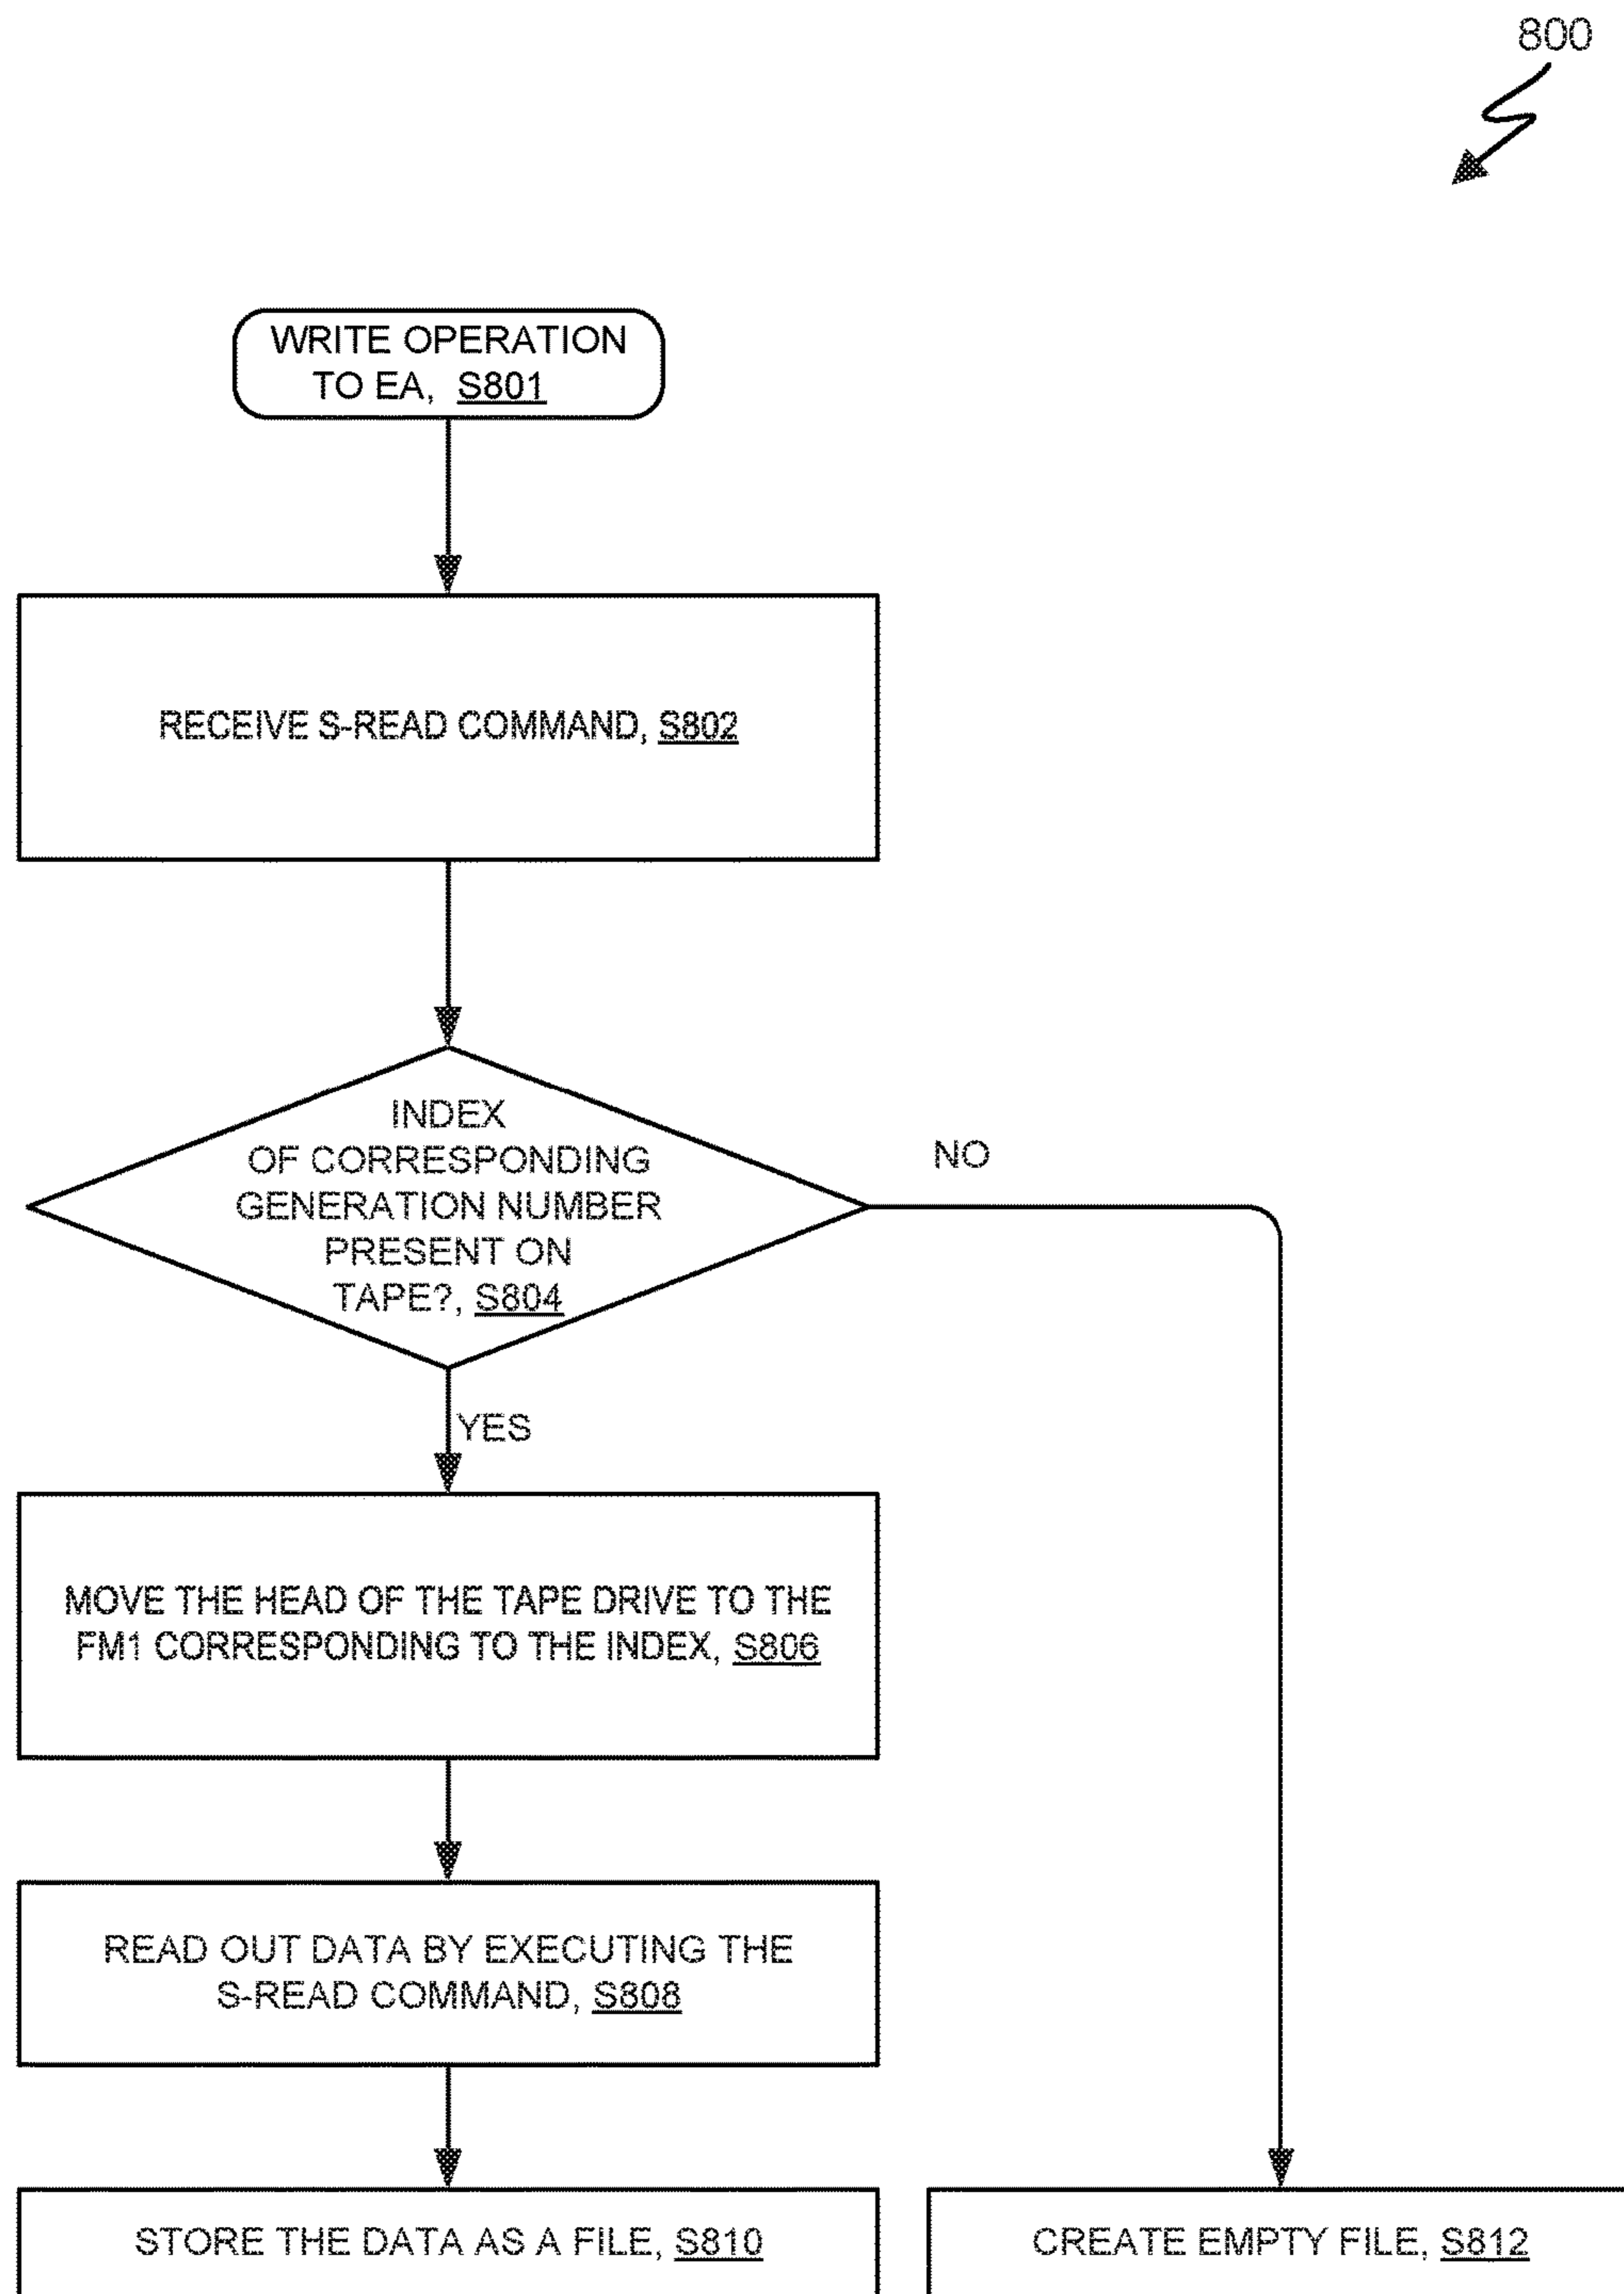 800
WRITE OPERATION
TO EA, S801
RECEIVE S-READ COMMAND, S802
INDEX
OF CORRESPONDING
GENERATION NUMBER
PRESENT ON
TAPE?, S804
NO
YES
MOVE THE HEAD OF THE TAPE DRIVE TO THE
FM1 CORRESPONDING TO THE INDEX, S806
READ OUT DATA BY EXECUTING THE
S-READ COMMAND, S808
STORE THE DATA AS A FILE, S810
CREATE EMPTY FILE, S812